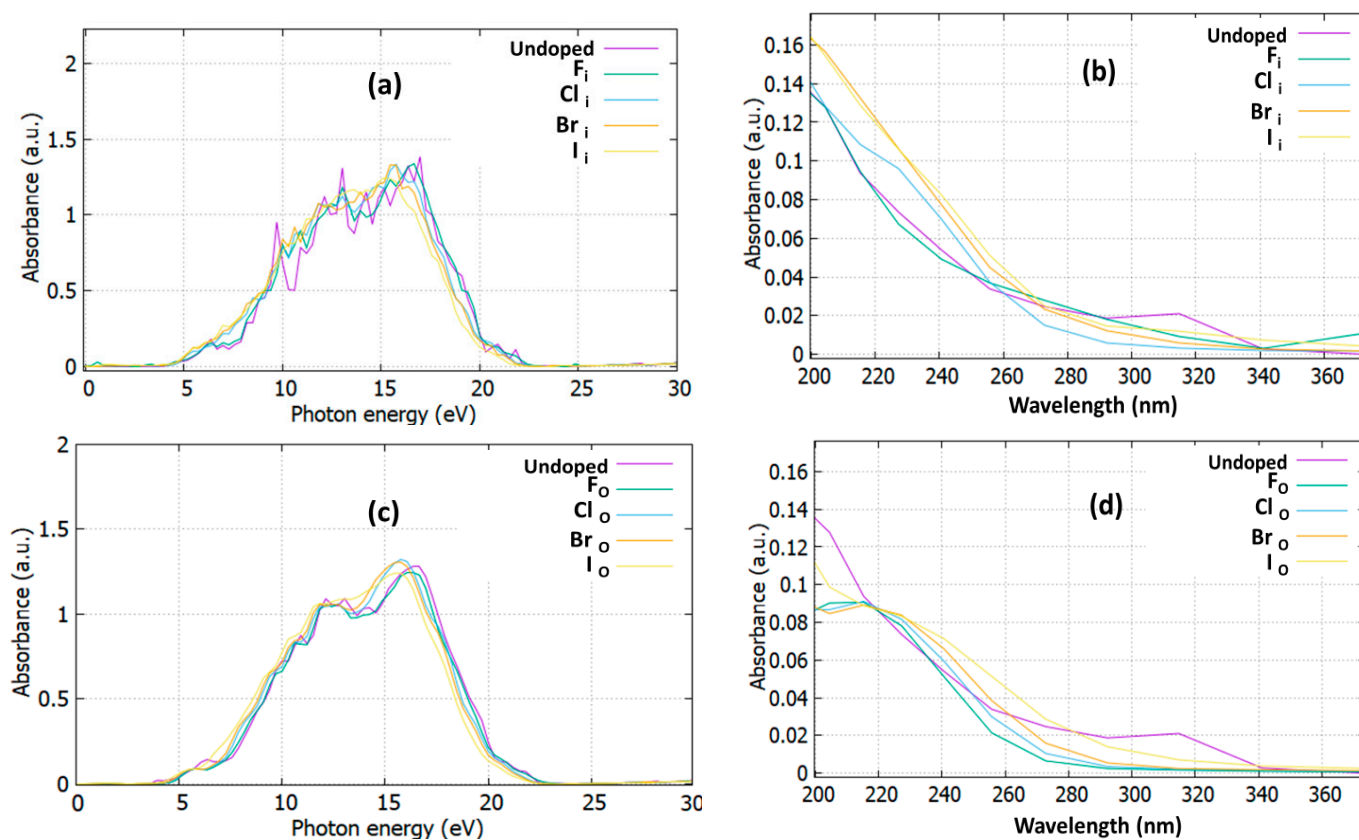 Absorbance (a.u.)
2
1.5
1
0.5
0
0
5
10
15
20
25
30
Photon energy (eV)
(a)
Undoped
F i
Cl i
Br i
I i
Absorbance (a.u.)
0.16
0.14
0.12
0.1
0.08
0.06
0.04
0.02
0
200 220 240 260 280 300 320 340 360
Wavelength (nm)
(b)
Undoped
F i
Cl i
Br i
I i
Absorbance (a.u.)
2
1.5
1
0.5
0
0
5
10
15
20
25
30
Photon energy (eV)
(c)
Undoped
F O
Cl O
Br O
I O
Absorbance (a.u.)
0.16
0.14
0.12
0.1
0.08
0.06
0.04
0.02
0
200 220 240 260 280 300 320 340 360
Wavelength (nm)
(d)
Undoped
F O
Cl O
Br O
I O